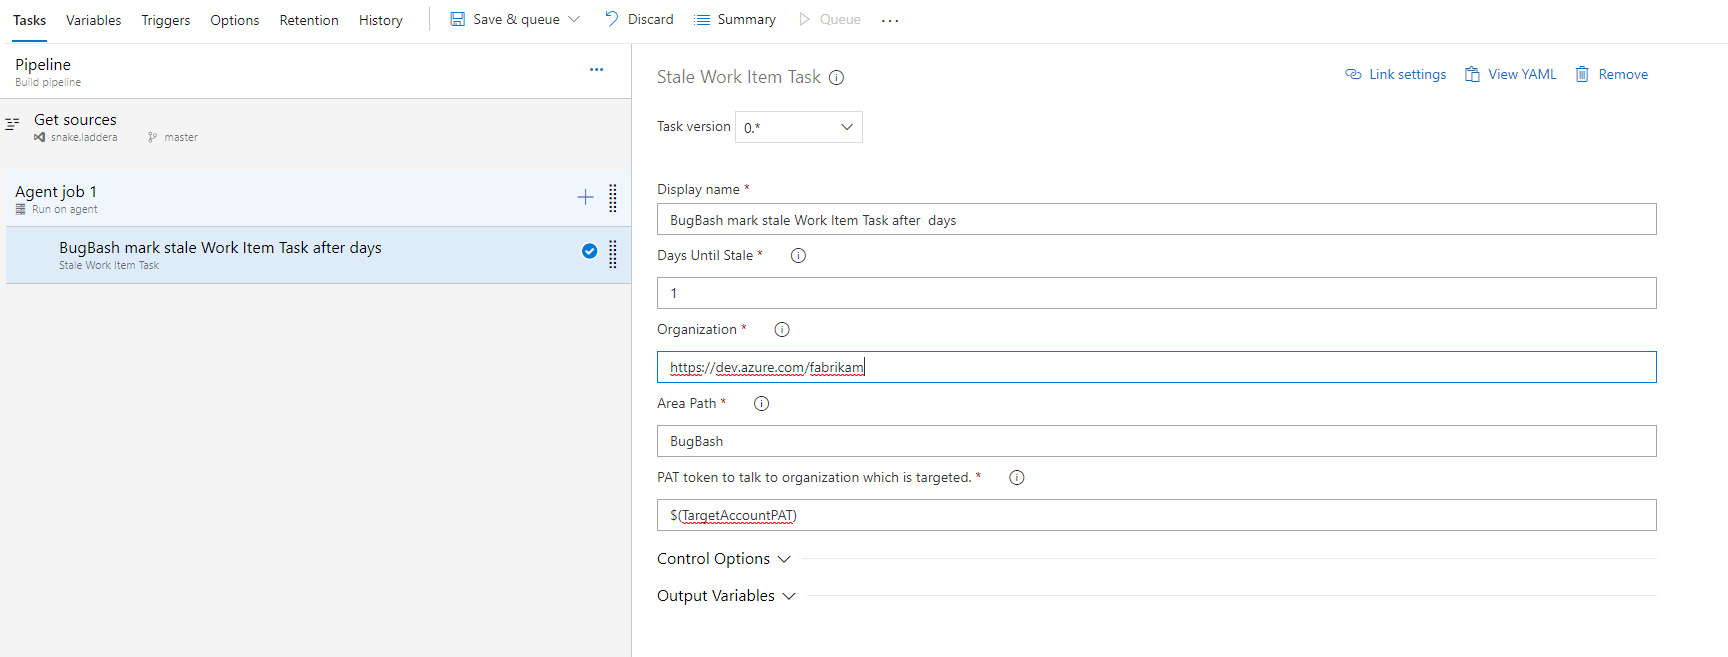 Tasks Variables Triggers Options Retention History Save & queue Discard Summary Queue ...
Pipeline
Build pipeline
Get sources
snake.laddera master
Agent job 1
Run on agent
BugBash mark stale Work Item Task after days
Stale Work Item Task
Stale Work Item Task
Link settings View YAML Remove
Task version 0.*
Display name *
BugBash mark stale Work Item Task after  days
Days Until Stale *
1
Organization *
https://dev.azure.com/fabrikam
Area Path *
BugBash
PAT token to talk to organization which is targeted. *
$(TargetAccountPAT)
Control Options
Output Variables